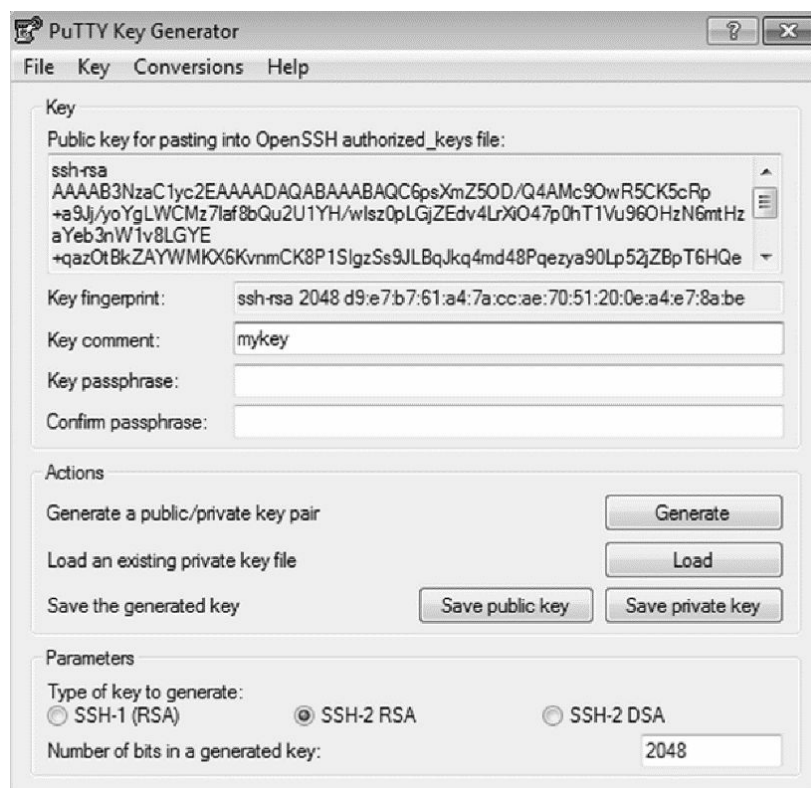 PuTTY Key Generator
File Key Conversions Help
Key
Public key for pasting into OpenSSH authorized_keys file:
ssh-rsa
AAAAB3NzaC1yc2EAAAADAQABAAABAQC6psXmZ5OD/Q4AMc9OwR5CK5cRp
+a9Jj/yoYgLWCMz7laf8bQu2U1YH/wlsz0pLGjZEdv4LrXiO47p0hT1Vu96OHzN6mtHz
aYeb3nW1v8LGYE
+qazOtBkZAYWMKX6KvnmCK8P1SlgzSs9JLBqJkq4md48Pqezya90Lp52jZBpT6HQe
Key fingerprint: ssh-rsa 2048 d9:e7:b7:61:a4:7a:cc:ae:70:51:20:0e:a4:e7:8a:be
Key comment: mykey
Key passphrase:
Confirm passphrase:
Actions
Generate a public/private key pair Generate
Load an existing private key file Load
Save the generated key Save public key Save private key
Parameters
Type of key to generate:
SSH-1 (RSA) SSH-2 RSA SSH-2 DSA
Number of bits in a generated key: 2048